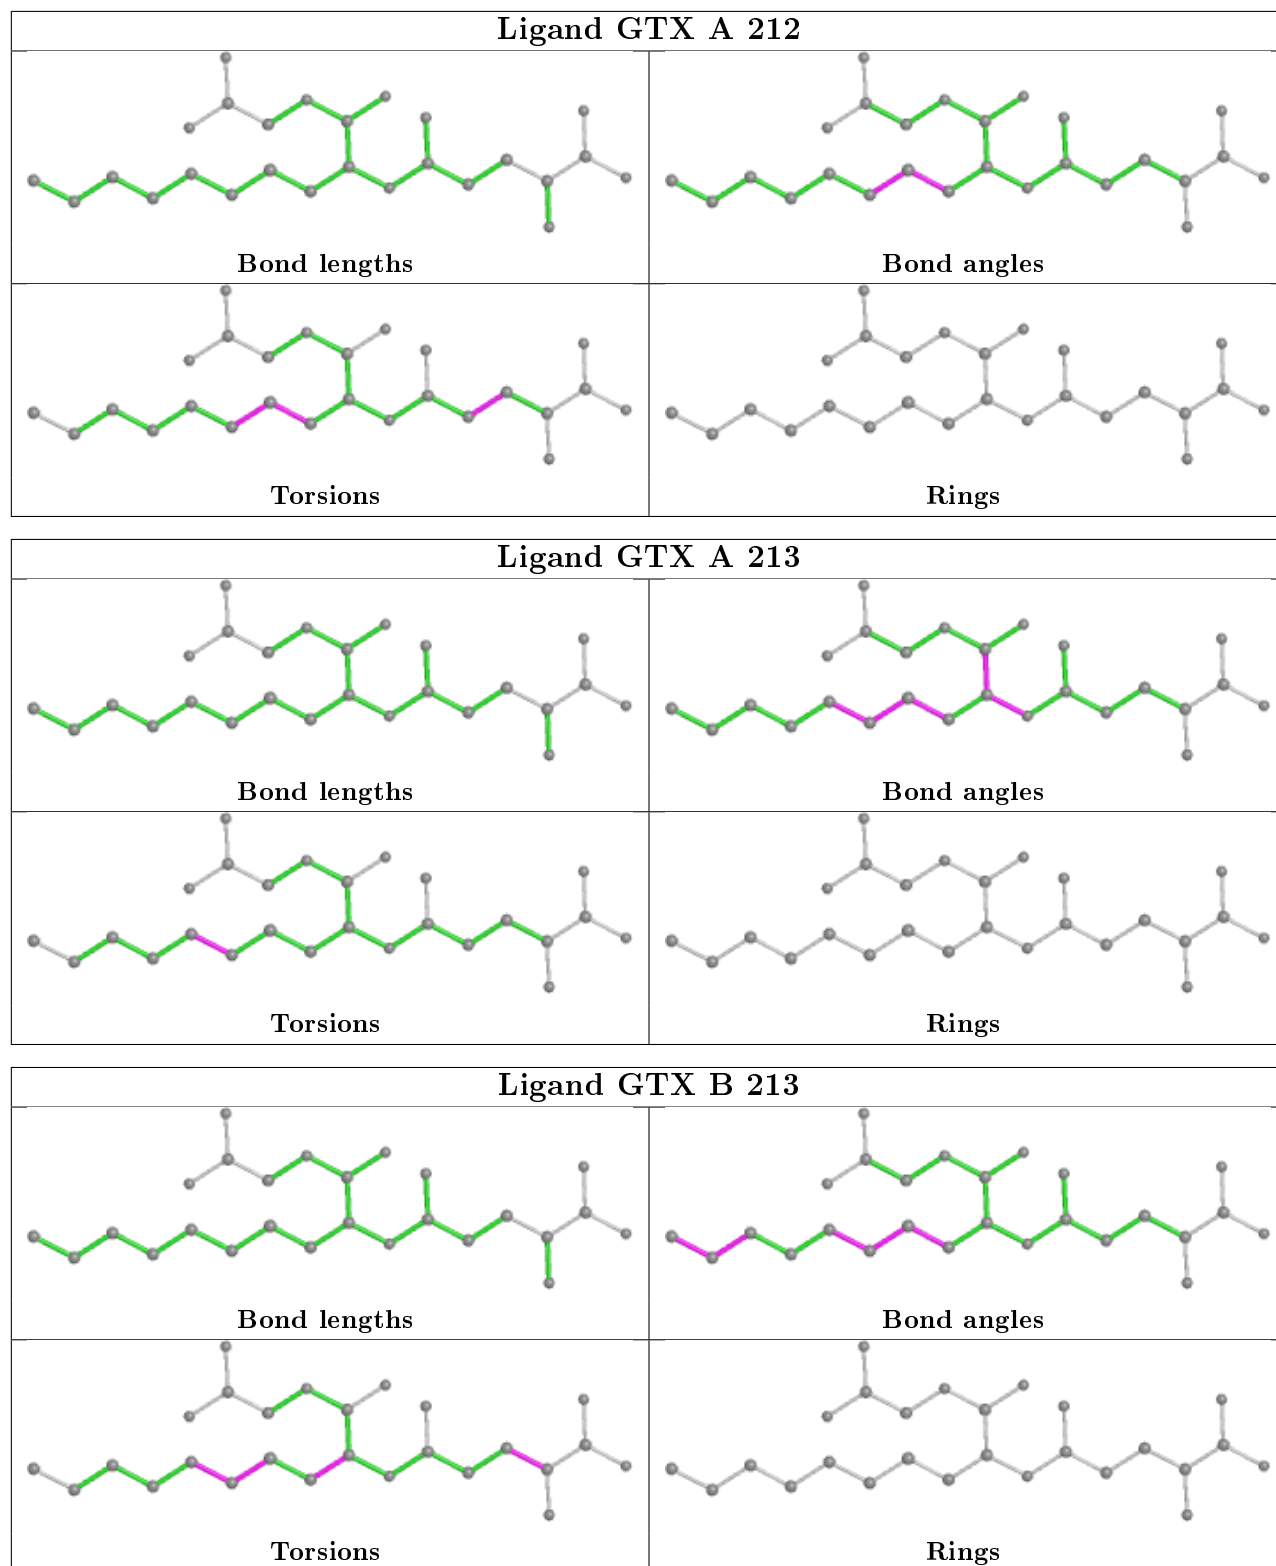 Ligand GTX A 212
Bond lengths
Bond angles
Torsions
Rings
Ligand GTX A 213
Bond lengths
Bond angles
Torsions
Rings
Ligand GTX B 213
Bond lengths
Bond angles
Torsions
Rings